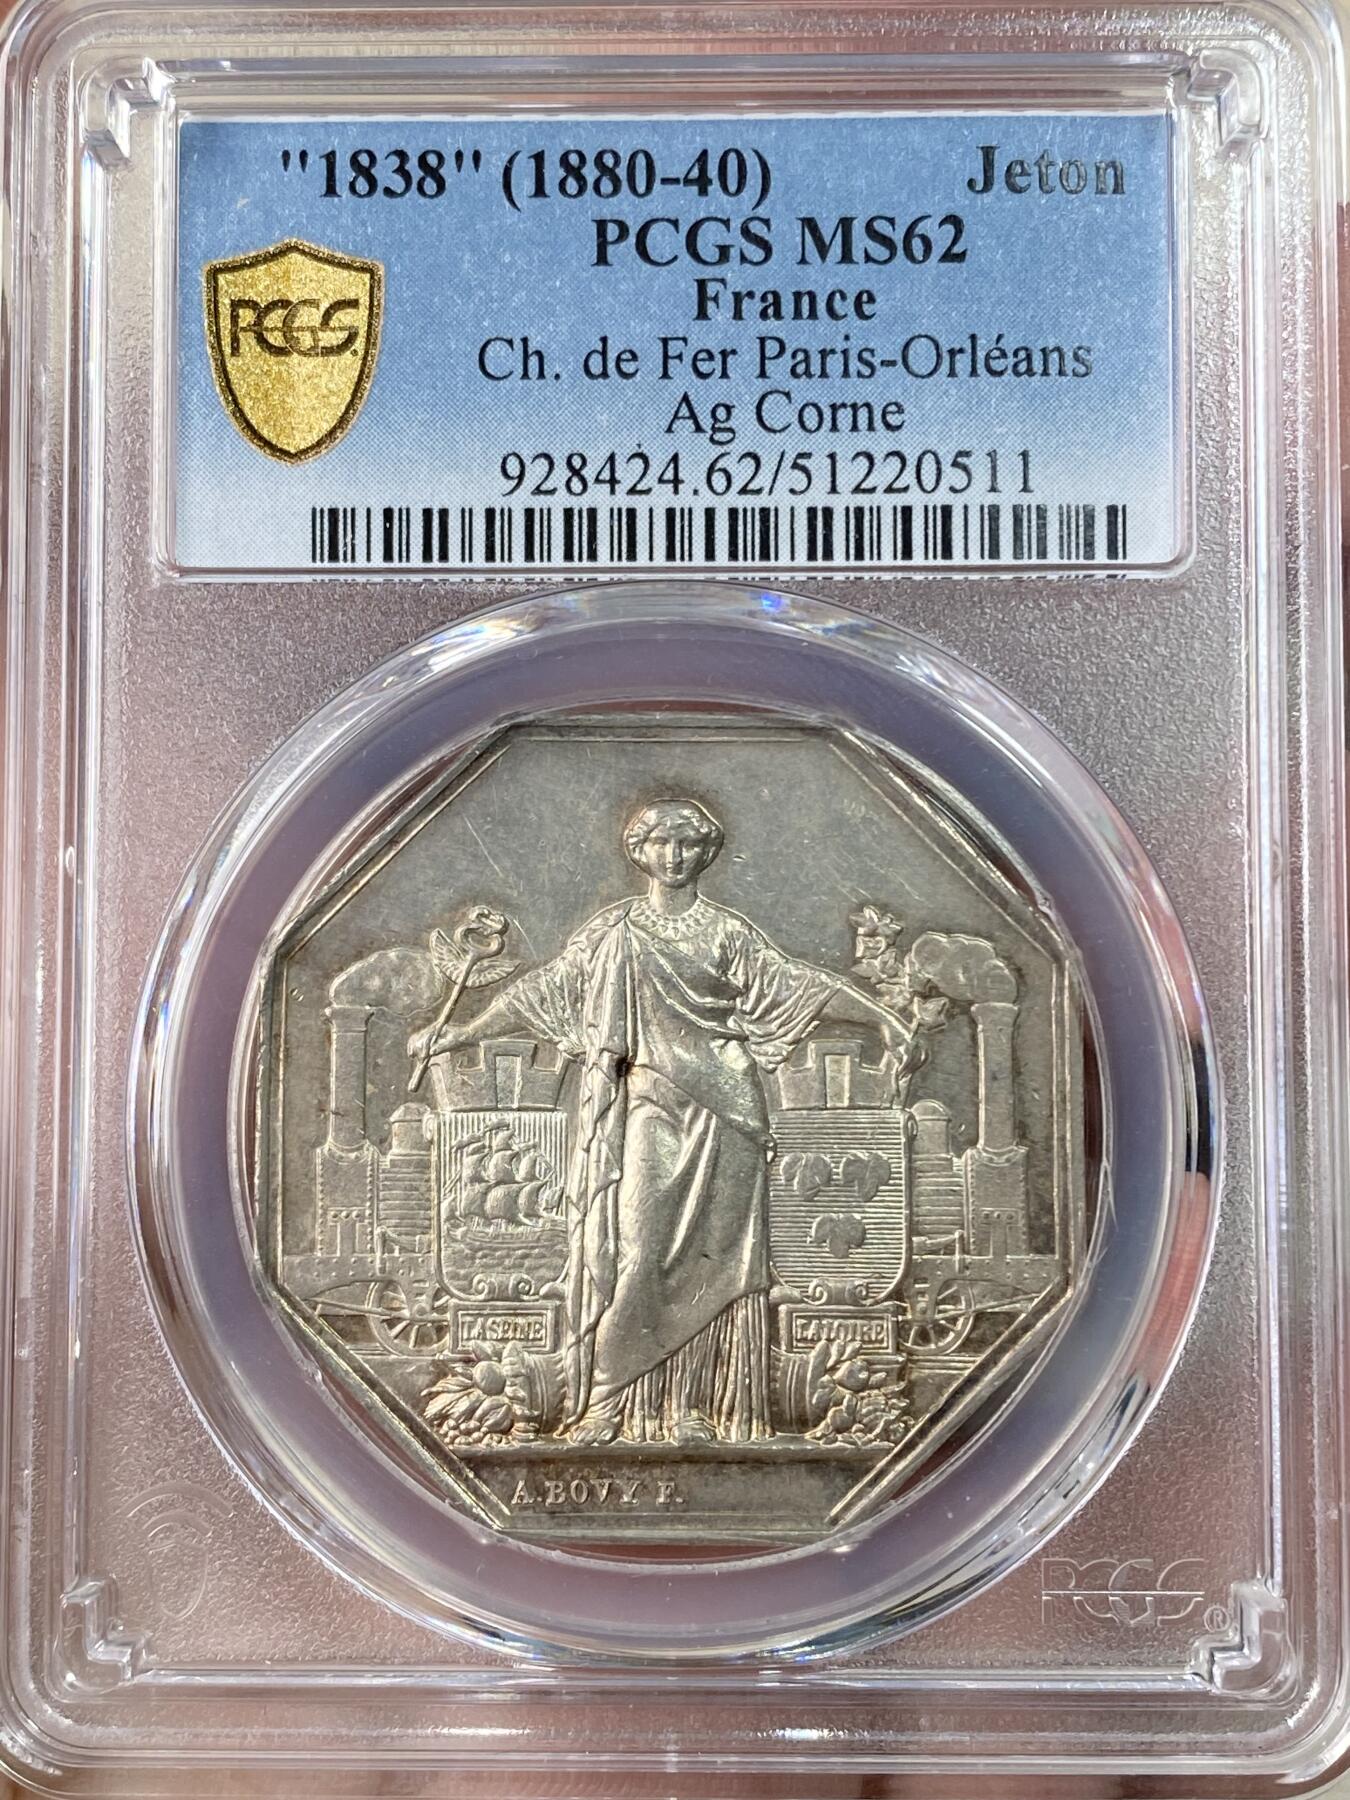 "1838" (1880-40) Jeton
PCGS MS62
France
Ch. de Fer Paris-Orléans
Ag Corne
928424.62/51220511
PCGS
LA SEINE
LA LOIRE
A. BOVY F.
PCGS®